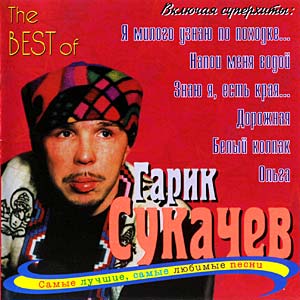 The
BEST of
Включая суперхиты:
Я милого узнаю по походке...
Напои меня водой
Знаю я, есть края...
Дорожная
Белый колпак
Ольга
Гарик
Сукачев
Самые лучшие, самые любимые песни